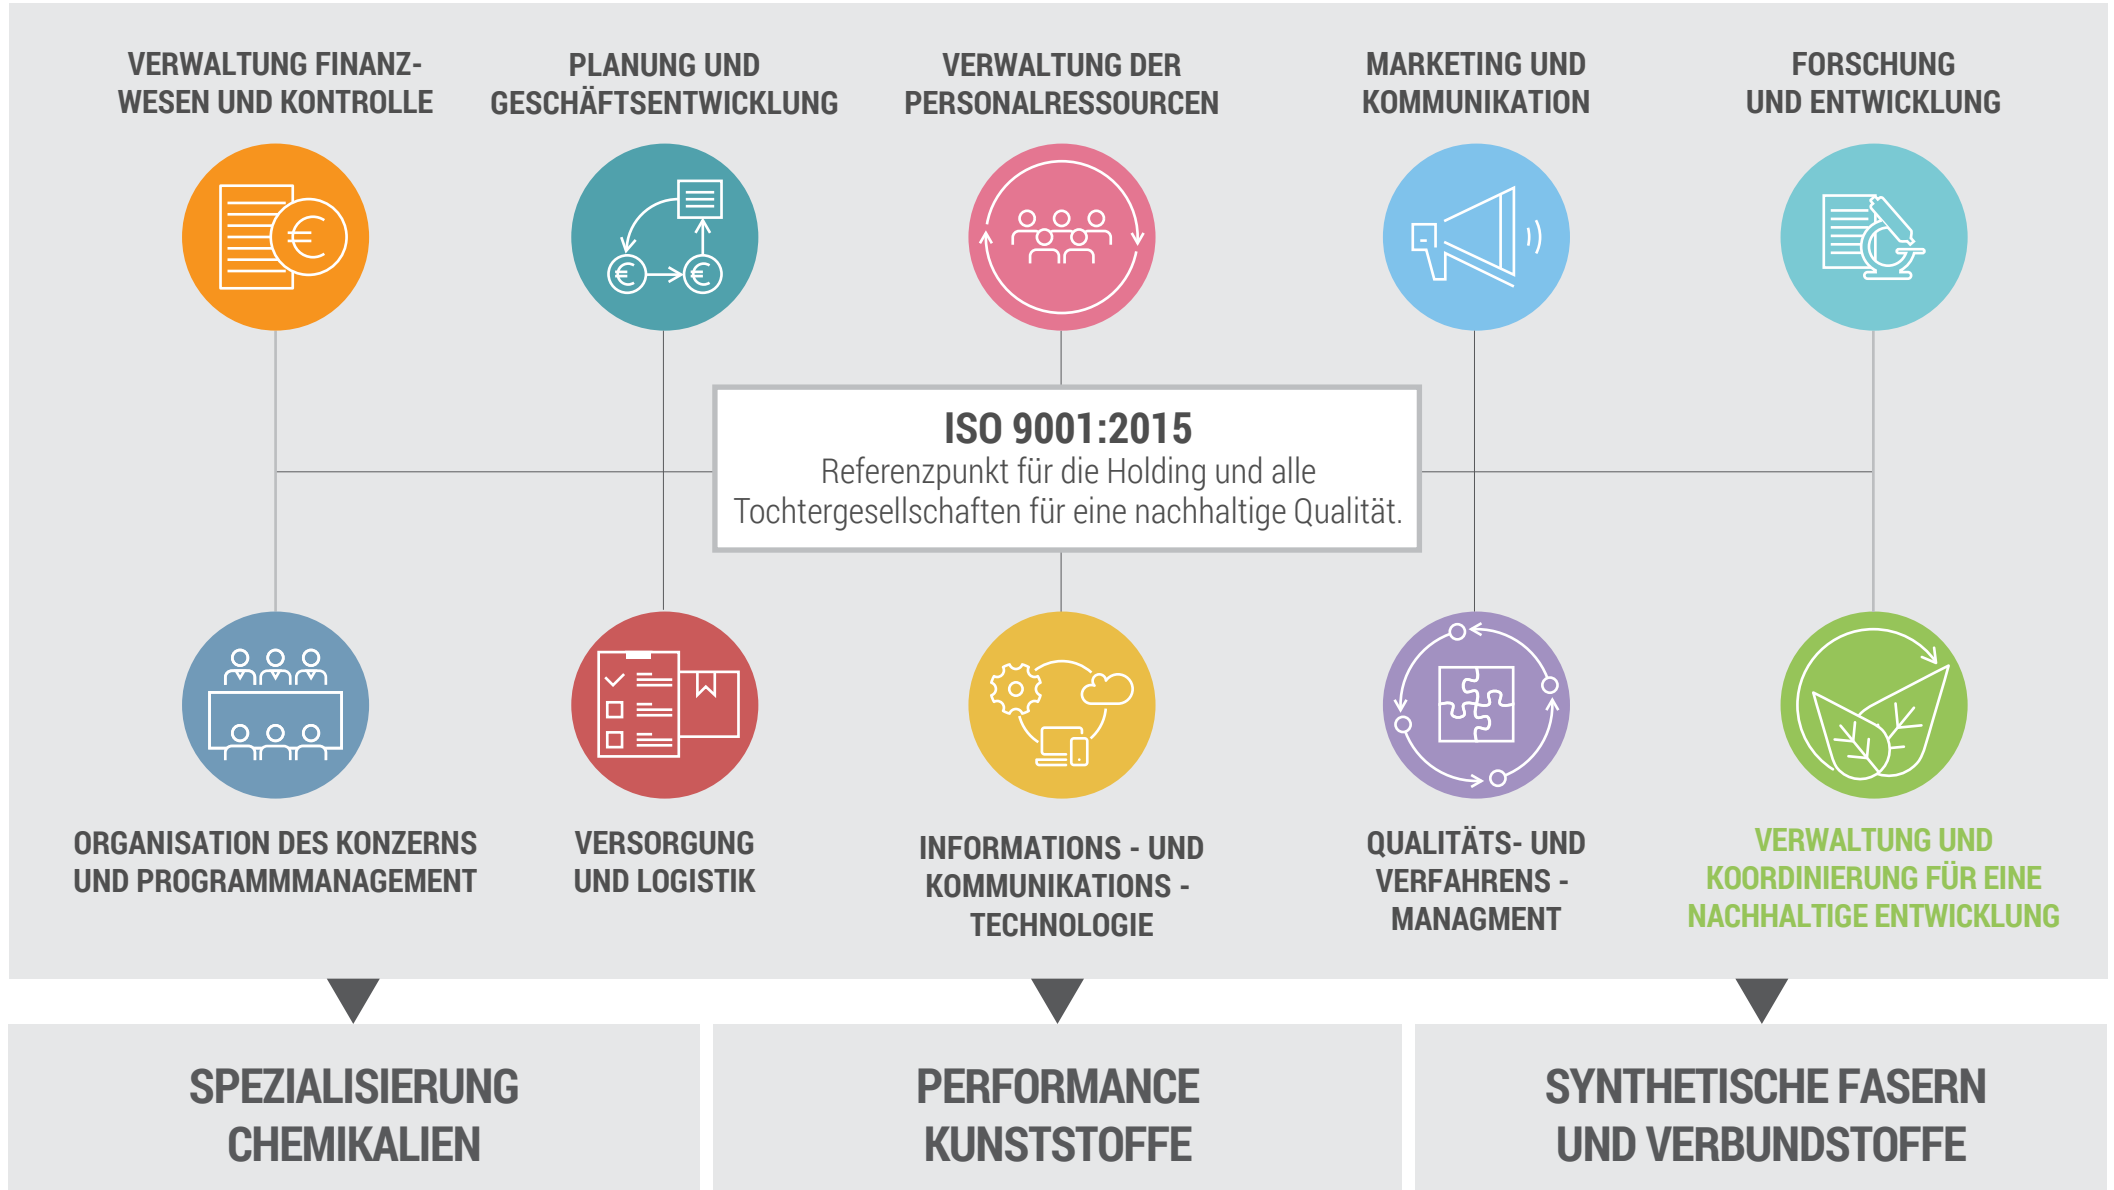 VERWALTUNG FINANZ-
WESEN UND KONTROLLE
PLANUNG UND
GESCHÄFTSENTWICKLUNG
VERWALTUNG DER
PERSONALRESSOURCEN
MARKETING UND
KOMMUNIKATION
FORSCHUNG
UND ENTWICKLUNG
ISO 9001:2015
Referenzpunkt für die Holding und alle
Tochtergesellschaften für eine nachhaltige Qualität.
ORGANISATION DES KONZERNS
UND PROGRAMMMANAGEMENT
VERSORGUNG
UND LOGISTIK
INFORMATIONS - UND
KOMMUNIKATIONS -
TECHNOLOGIE
QUALITÄTS- UND
VERFAHRENS -
MANAGMENT
VERWALTUNG UND
KOORDINIERUNG FÜR EINE
NACHHALTIGE ENTWICKLUNG
SPEZIALISIERUNG
CHEMIKALIEN
PERFORMANCE
KUNSTSTOFFE
SYNTHETISCHE FASERN
UND VERBUNDSTOFFE